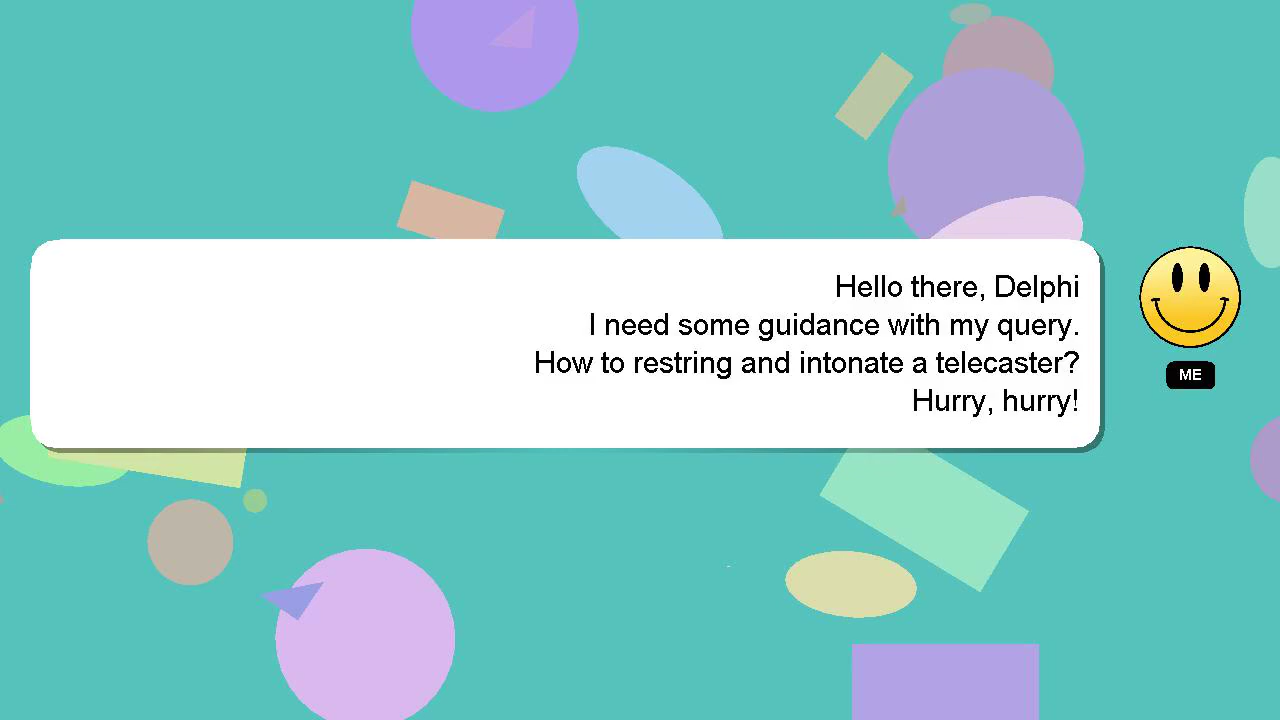 Hello there, Delphi
I need some guidance with my query.
How to restring and intonate a telecaster?
Hurry, hurry!
ME